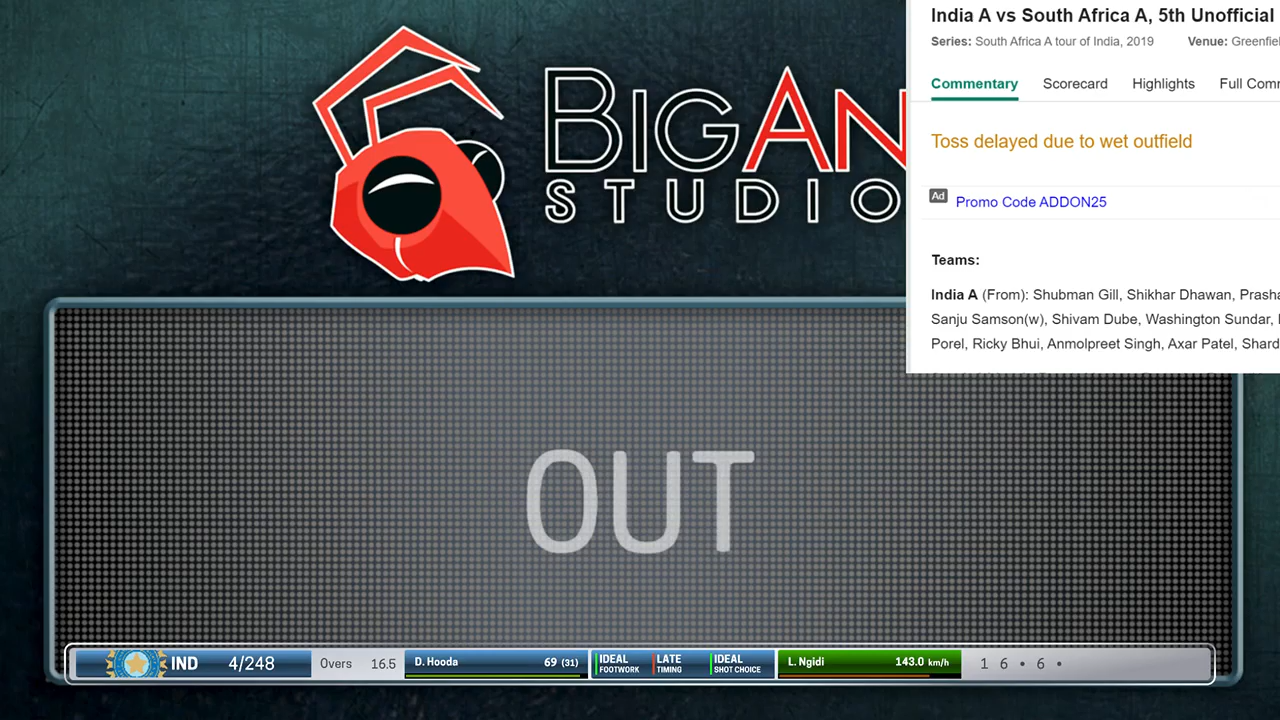 BIGAN
STUDIO
India A vs South Africa A, 5th Unofficial
Series: South Africa A tour of India, 2019 Venue: Greenfiel
Commentary Scorecard Highlights Full Comm
Toss delayed due to wet outfield
Ad Promo Code ADDON25
Teams:
India A (From): Shubman Gill, Shikhar Dhawan, Prasha
Sanju Samson(w), Shivam Dube, Washington Sundar,
Porel, Ricky Bhui, Anmolpreet Singh, Axar Patel, Shard
OUT
IND 4/248 Overs 16.5 D. Hooda 69 (31) IDEAL FOOTWORK LATE TIMING IDEAL SHOT CHOICE L. Ngidi 143.0 km/h 1 6 • 6 •